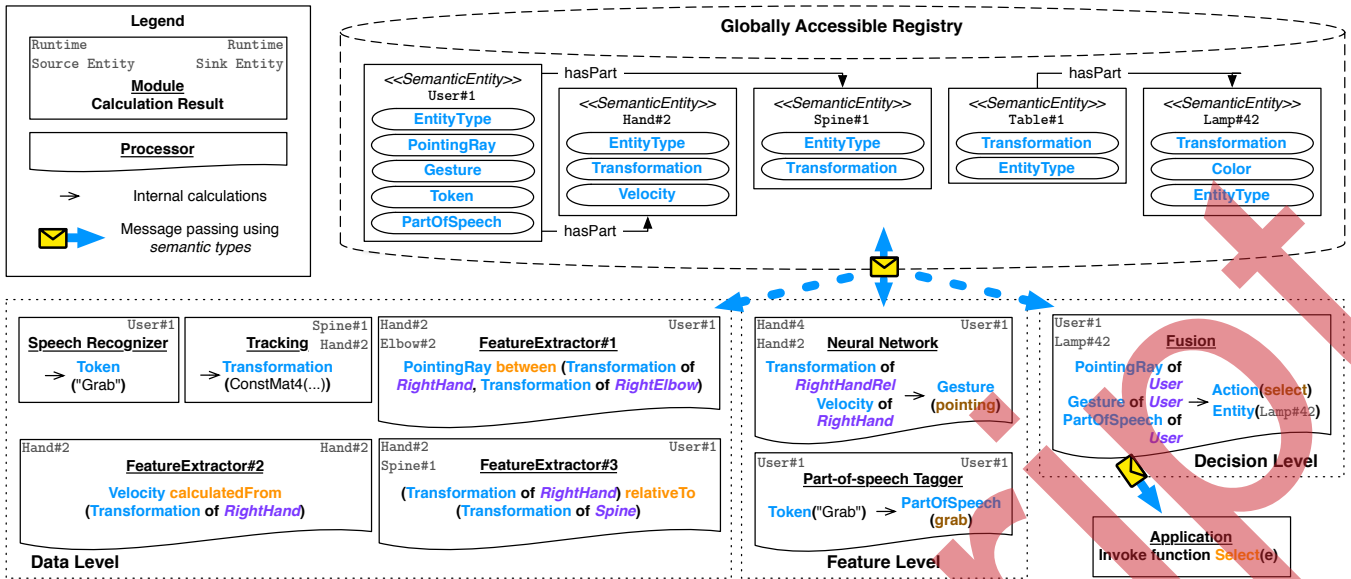 Legend
Runtime Runtime
Source Entity Sink Entity
Module
Calculation Result
Processor
Internal calculations
Message passing using
semantic types
Globally Accessible Registry
<<SemanticEntity>>
User#1
EntityType
PointingRay
Gesture
Token
PartOfSpeech
hasPart
hasPart
<<SemanticEntity>>
Hand#2
EntityType
Transformation
Velocity
<<SemanticEntity>>
Spine#1
EntityType
Transformation
<<SemanticEntity>>
Table#1
Transformation
EntityType
hasPart
<<SemanticEntity>>
Lamp#42
Transformation
Color
EntityType
User#1
Speech Recognizer
Token
("Grab")
Spine#1
Hand#2
Tracking
Transformation
(ConstMat4(...))
Hand#2 User#1
Elbow#2
FeatureExtractor#1
PointingRay between (Transformation of
RightHand, Transformation of RightElbow)
Hand#2 Hand#2
FeatureExtractor#2
Velocity calculatedFrom
(Transformation of RightHand)
Hand#2 User#1
Spine#1
FeatureExtractor#3
(Transformation of RightHand) relativeTo
(Transformation of Spine)
Data Level
Hand#4 User#1
Hand#2
Neural Network
Transformation of
RightHandRel
Velocity of
RightHand
Gesture
(pointing)
User#1 User#1
Part-of-speech Tagger
Token("Grab") PartOfSpeech
(grab)
Feature Level
User#1
Lamp#42
Fusion
PointingRay of
User
Gesture of User
PartOfSpeech of
User
Action(select)
Entity(Lamp#42)
Decision Level
Application
Invoke function Select(e)
ript